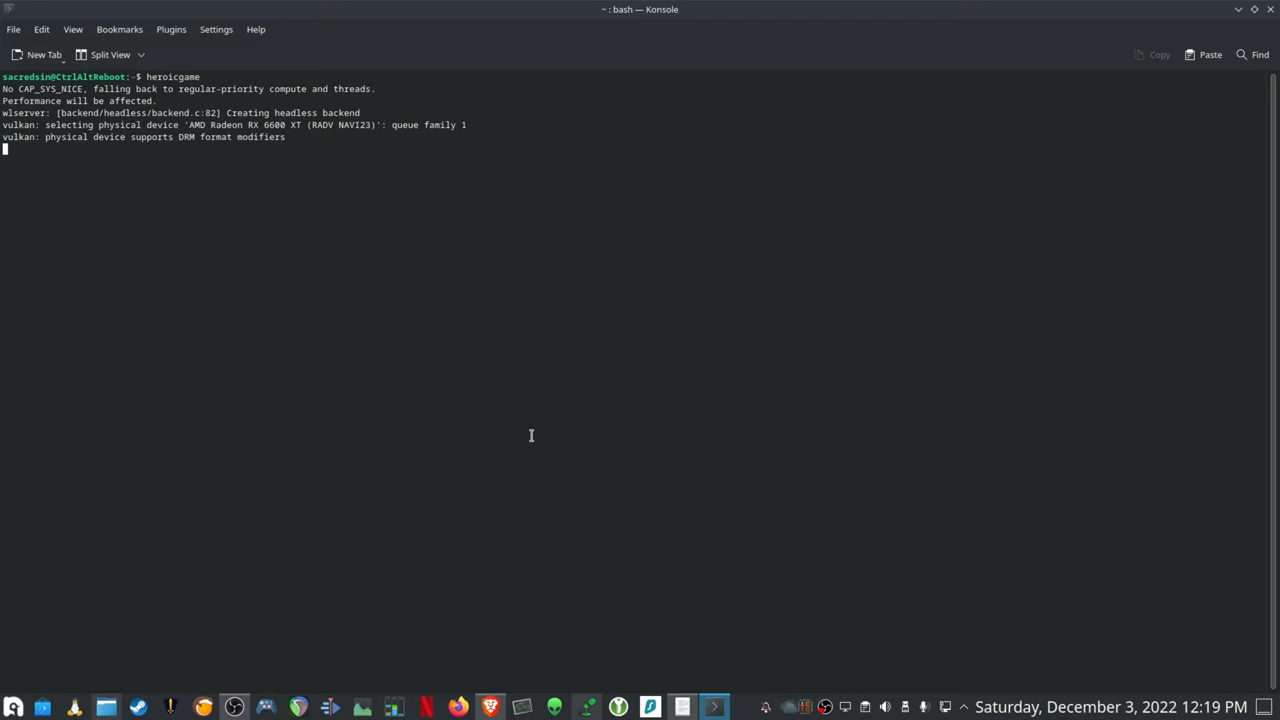 ~ : bash — Konsole
File Edit View Bookmarks Plugins Settings Help
New Tab Split View Copy Paste Find
sacredsin@CtrlAltReboot:~$ heroicgame
No CAP_SYS_NICE, falling back to regular-priority compute and threads.
Performance will be affected.
wlserver: [backend/headless/backend.c:82] Creating headless backend
vulkan: selecting physical device 'AMD Radeon RX 6600 XT (RADV NAVI23)': queue family 1
vulkan: physical device supports DRM format modifiers
Saturday, December 3, 2022 12:19 PM